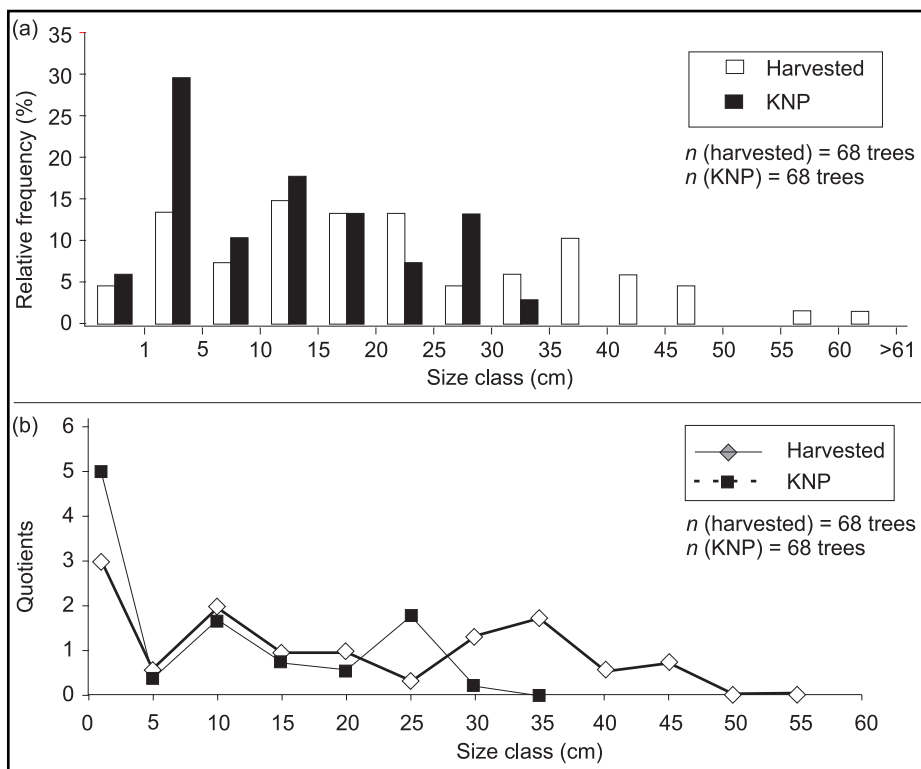 (a)
35
30
25
20
15
10
5
0
Relative frequency (%)
Harvested
KNP
n (harvested) = 68 trees
n (KNP) = 68 trees
1 5 10 15 20 25 30 35 40 45 50 55 60 >61
Size class (cm)
(b)
6
5
4
3
2
1
0
Quotients
Harvested
KNP
n (harvested) = 68 trees
n (KNP) = 68 trees
0 5 10 15 20 25 30 35 40 45 50 55 60
Size class (cm)